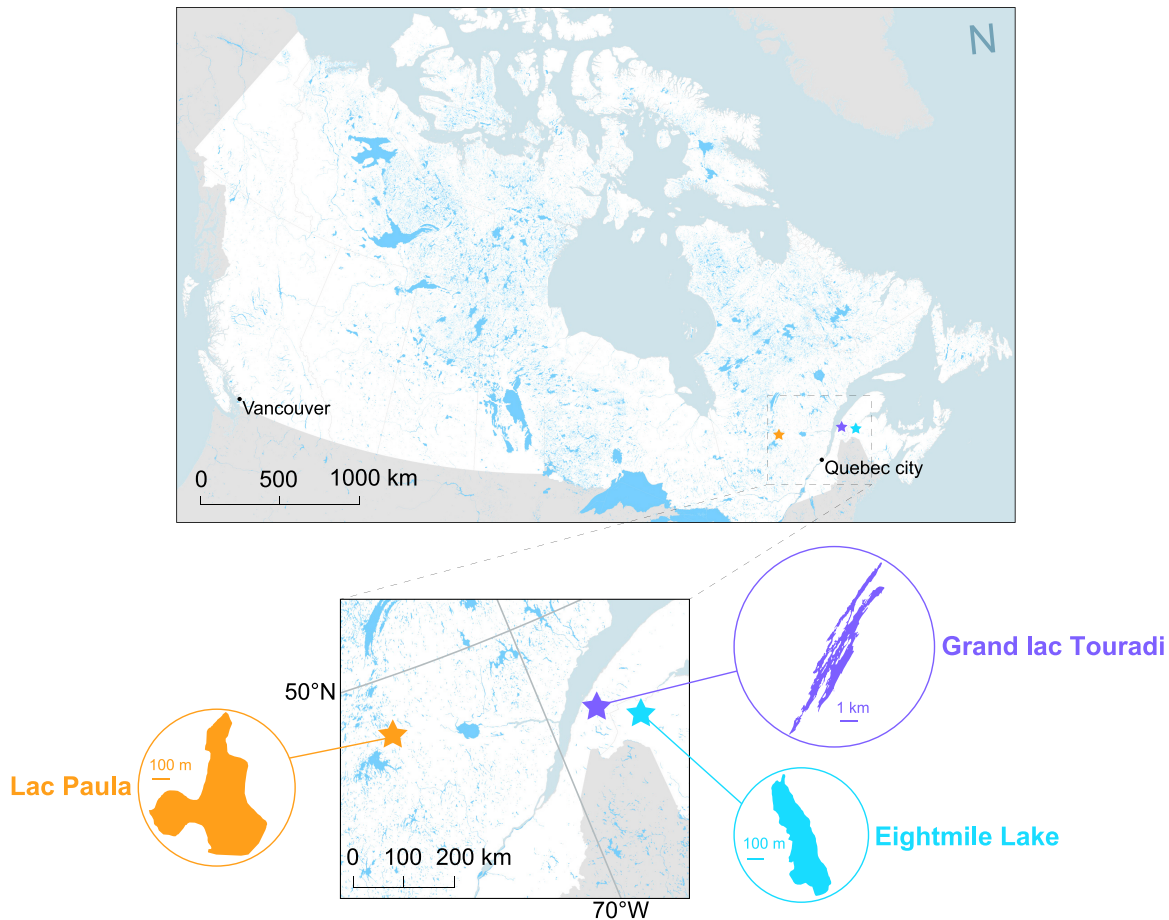 N
Vancouver
Quebec city
0 500 1000 km
50°N
Grand lac Touradi
1 km
100 m
Lac Paula
100 m
Eightmile Lake
0 100 200 km
70°W